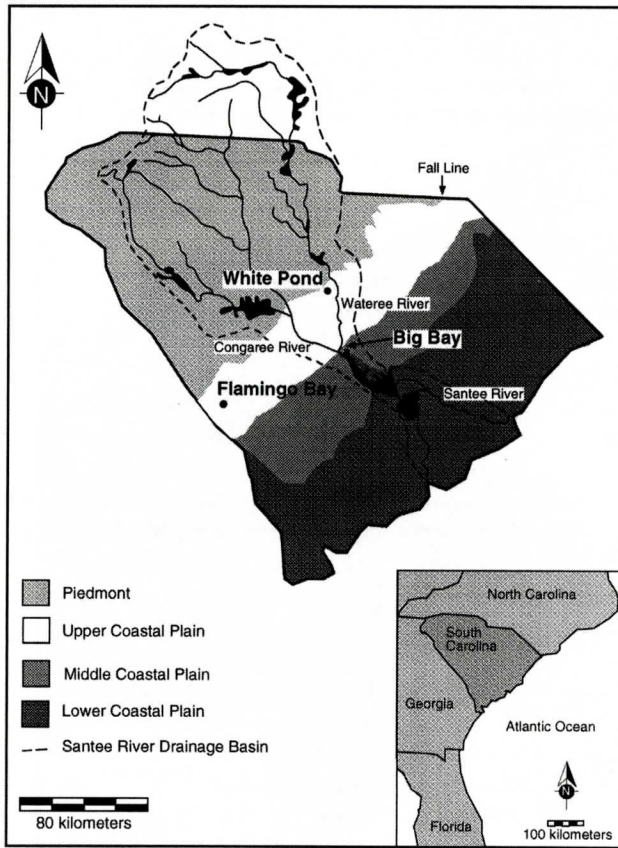 N
Fall Line
White Pond
Wateree River
Big Bay
Congaree River
Flamingo Bay
Santee River
Piedmont
Upper Coastal Plain
Middle Coastal Plain
Lower Coastal Plain
Santee River Drainage Basin
80 kilometers
North Carolina
South
Carolina
Georgia
Atlantic Ocean
N
Florida
100 kilometers